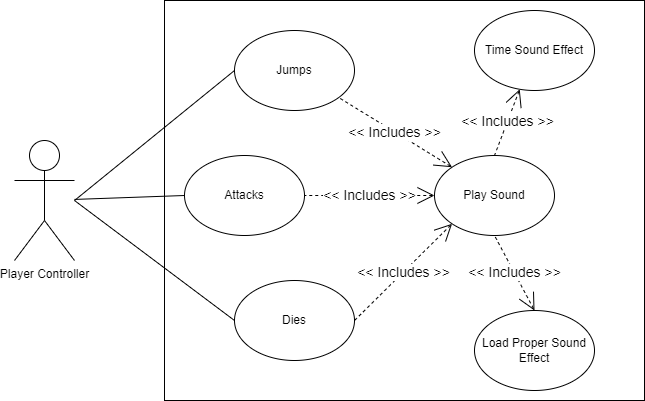 Time Sound Effect
Jumps
<< Includes >>
<< Includes >>
Attacks
<< Includes >>
Play Sound
Player Controller
<< Includes >>
<< Includes >>
Dies
Load Proper Sound
Effect